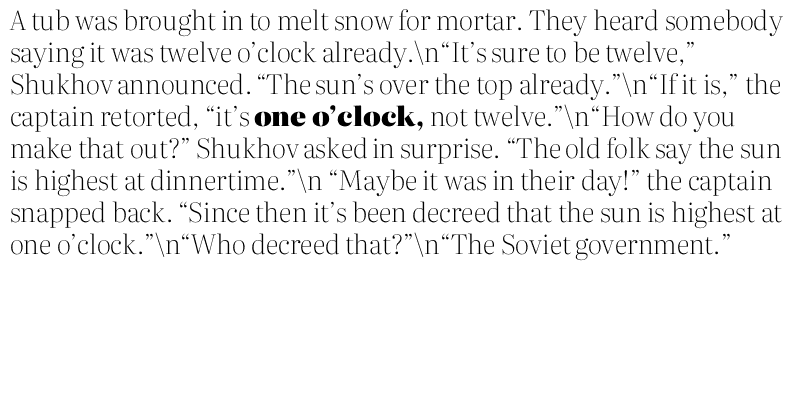 A tub was brought in to melt snow for mortar. They heard somebody
saying it was twelve o’clock already.\n“It’s sure to be twelve,”
Shukhov announced. “The sun’s over the top already.”\n“If it is,” the
captain retorted, “it’s one o’clock, not twelve.”\n“How do you
make that out?” Shukhov asked in surprise. “The old folk say the sun
is highest at dinnertime.”\n “Maybe it was in their day!” the captain
snapped back. “Since then it’s been decreed that the sun is highest at
one o’clock.”\n“Who decreed that?”\n“The Soviet government.”